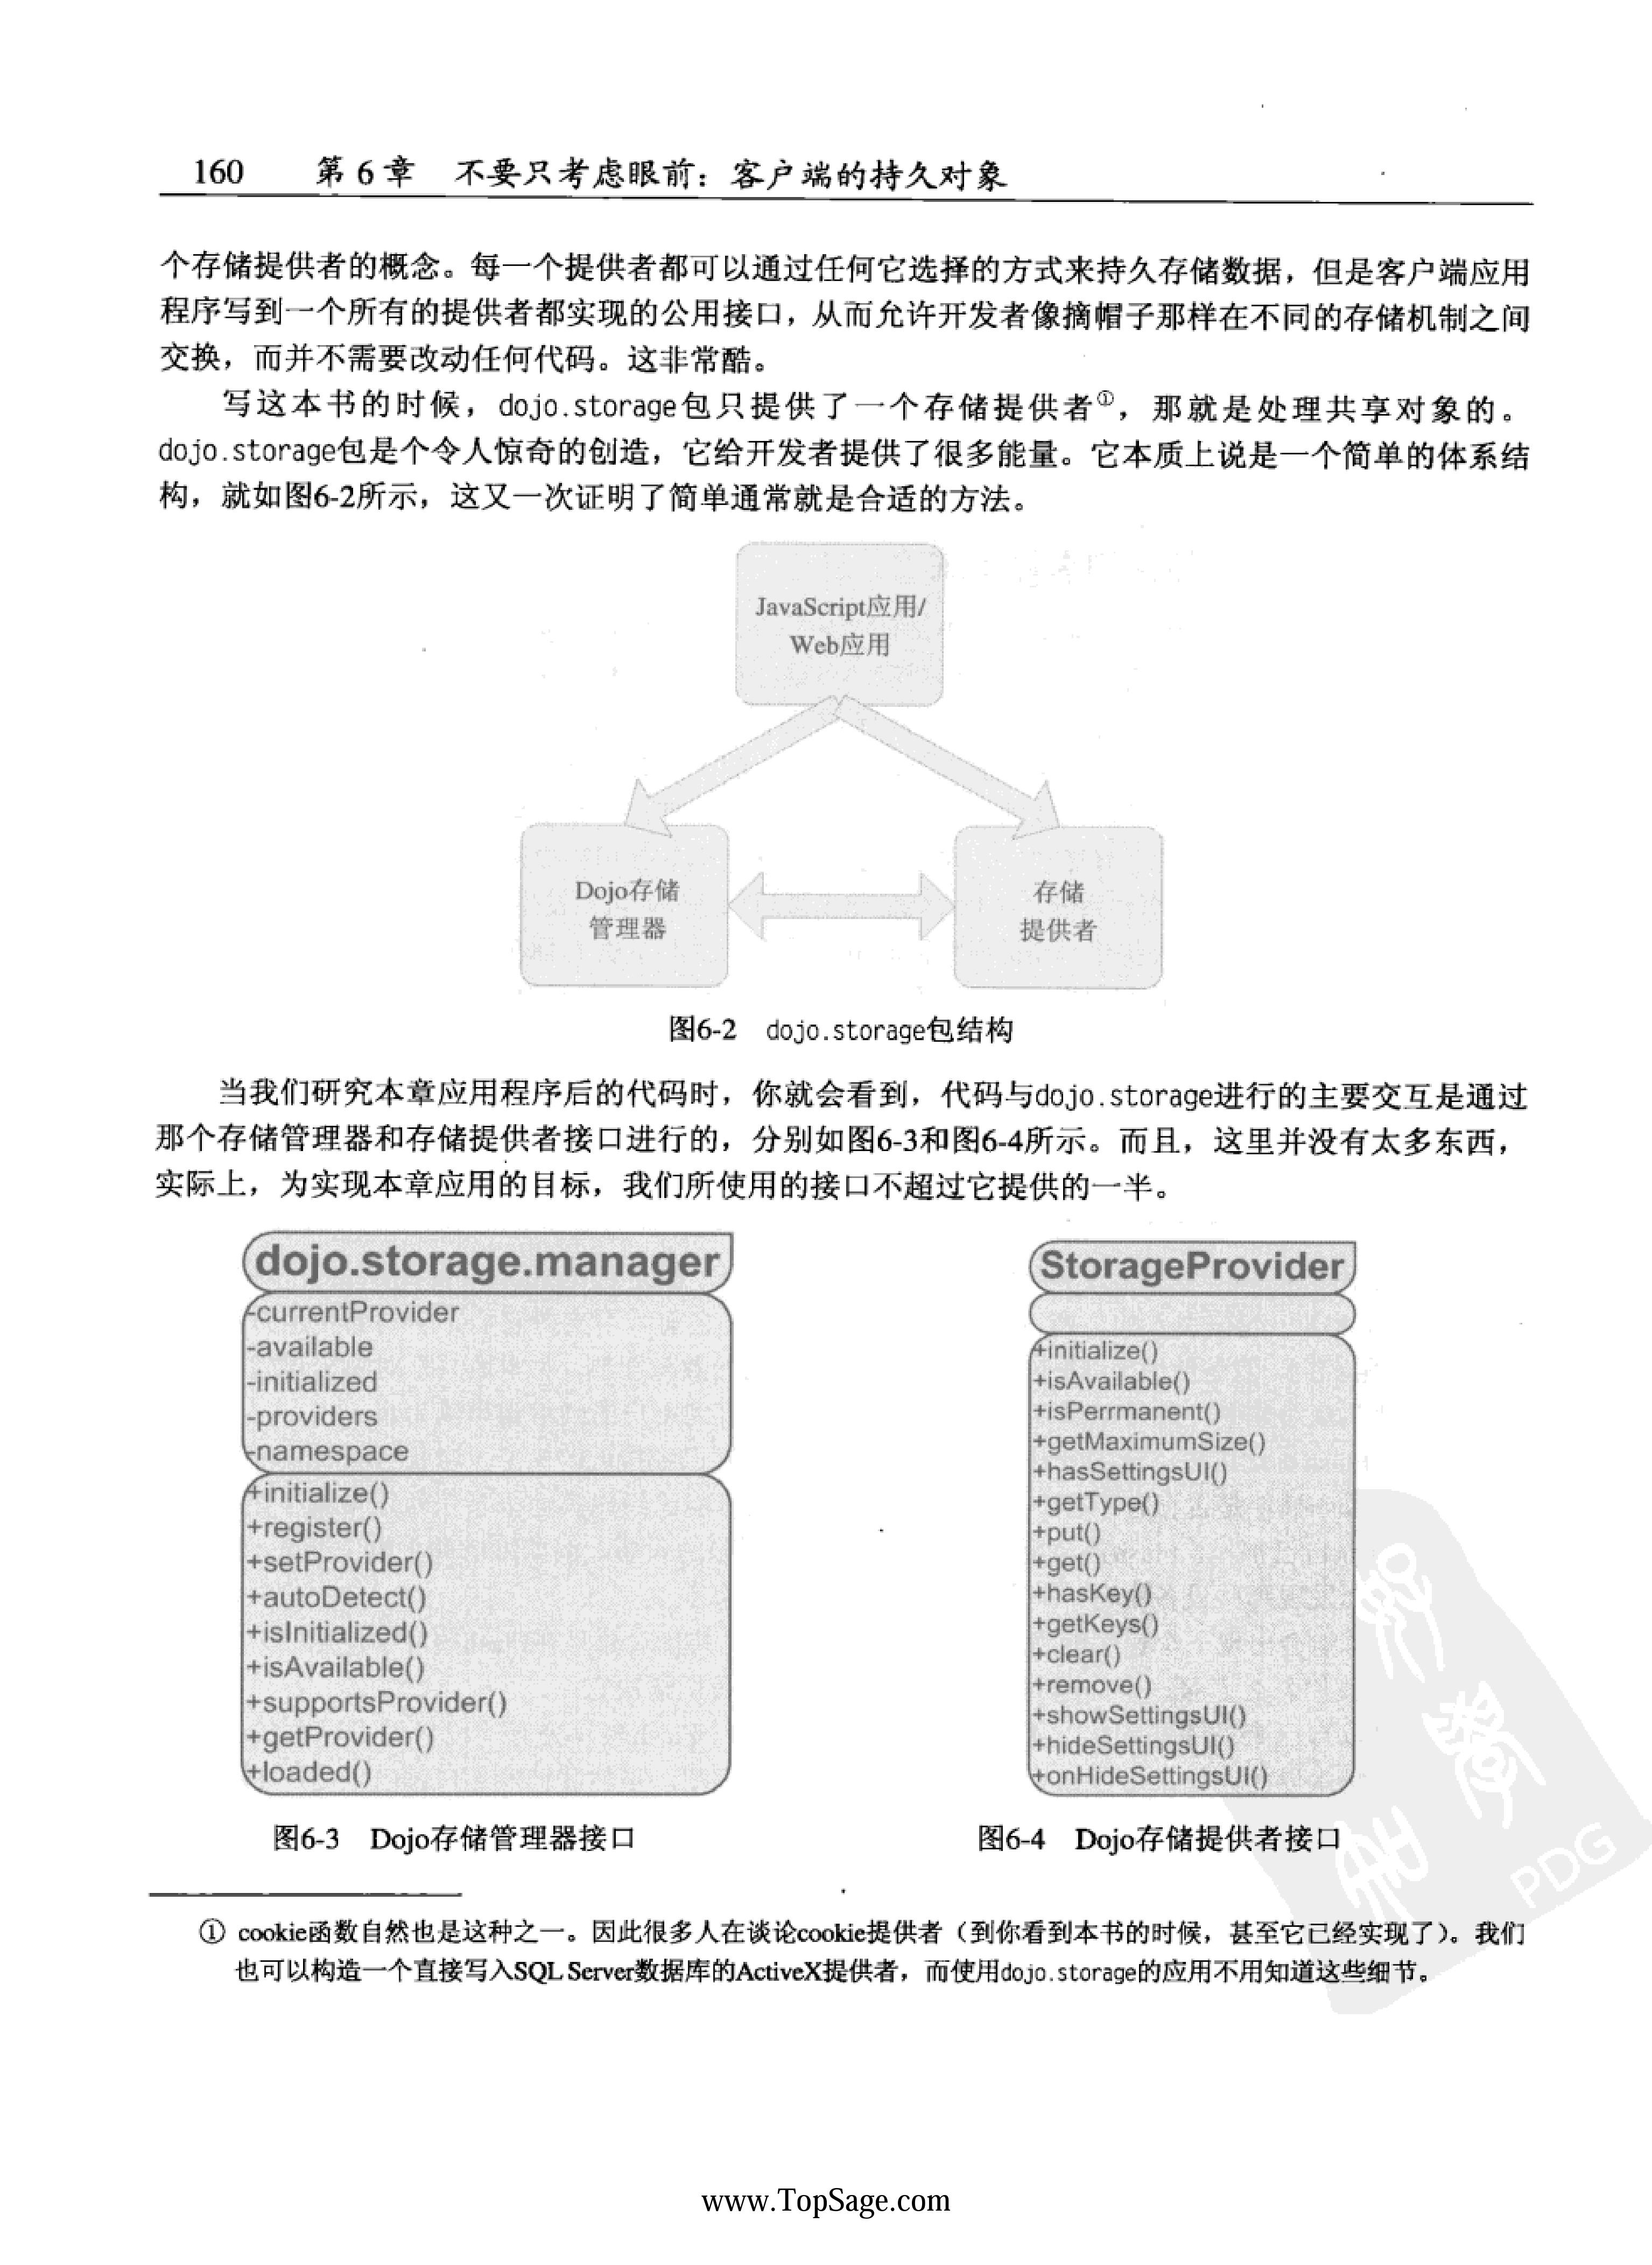 160 第6章 不要只考虑眼前：客户端的持久对象
个存储提供者的概念。每一个提供者都可以通过任何它选择的方式来持久存储数据，但是客户端应用
程序写到一个所有的提供者都实现的公用接口，从而允许开发者像摘帽子那样在不同的存储机制之间
交换，而并不需要改动任何代码。这非常酷。
写这本书的时候，dojo.storage包只提供了一个存储提供者①，那就是处理共享对象的。
dojo.storage包是个令人惊奇的创造，它给开发者提供了很多能量。它本质上说是一个简单的体系结
构，就如图6-2所示，这又一次证明了简单通常就是合适的方法。
JavaScript应用/
Web应用
Dojo存储
管理器
存储
提供者
图6-2 dojo.storage包结构
当我们研究本章应用程序后的代码时，你就会看到，代码与dojo.storage进行的主要交互是通过
那个存储管理器和存储提供者接口进行的，分别如图6-3和图6-4所示。而且，这里并没有太多东西，
实际上，为实现本章应用的目标，我们所使用的接口不超过它提供的一半。
dojo.storage.manager
-currentProvider
-available
-initialized
-providers
-namespace
+initialize()
+register()
+setProvider()
+autoDetect()
+isInitialized()
+isAvailable()
+supportsProvider()
+getProvider()
+loaded()
图6-3 Dojo存储管理器接口
StorageProvider
+initialize()
+isAvailable()
+isPerrmanent()
+getMaximumSize()
+hasSettingsUI()
+getType()
+put()
+get()
+hasKey()
+getKeys()
+clear()
+remove()
+showSettingsUI()
+hideSettingsUI()
+onHideSettingsUI()
图6-4 Dojo存储提供者接口
① cookie函数自然也是这种之一。因此很多人在谈论cookie提供者（到你看到本书的时候，甚至它已经实现了）。我们
也可以构造一个直接写入SQL Server数据库的ActiveX提供者，而使用dojo.storage的应用不用知道这些细节。
PDG
www.TopSage.com